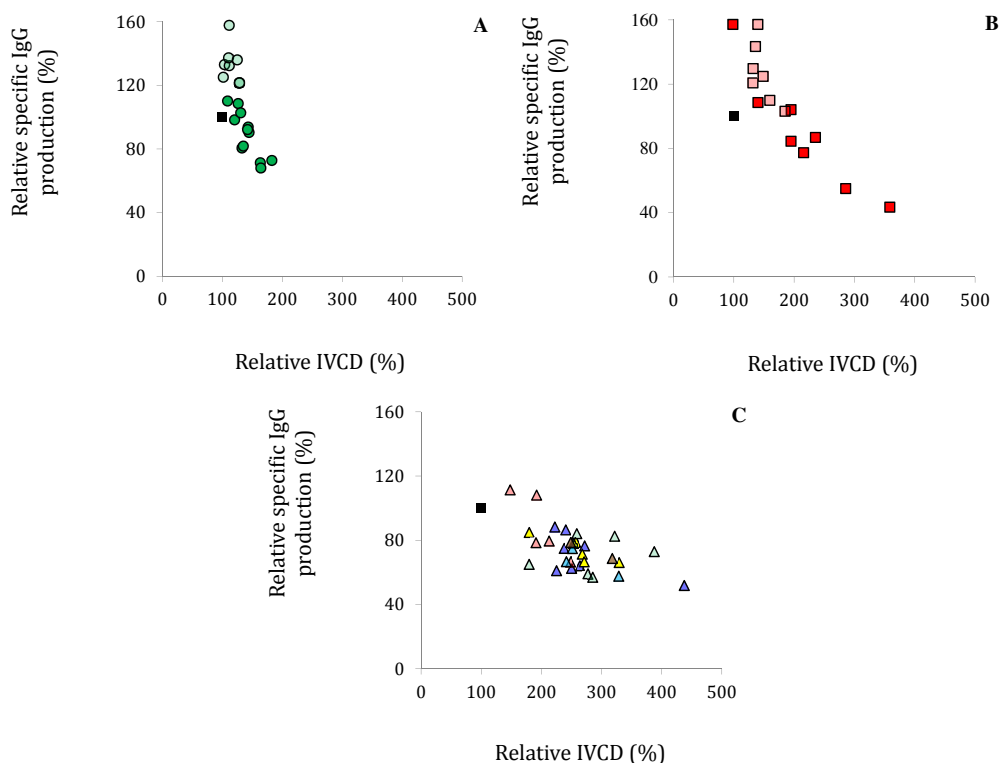 A
Relative specific IgG
production (%)
160
120
80
40
0
0 100 200 300 400 500
Relative IVCD (%)
B
Relative specific IgG
production (%)
160
120
80
40
0
0 100 200 300 400 500
Relative IVCD (%)
C
Relative specific IgG
production (%)
160
120
80
40
0
0 100 200 300 400 500
Relative IVCD (%)